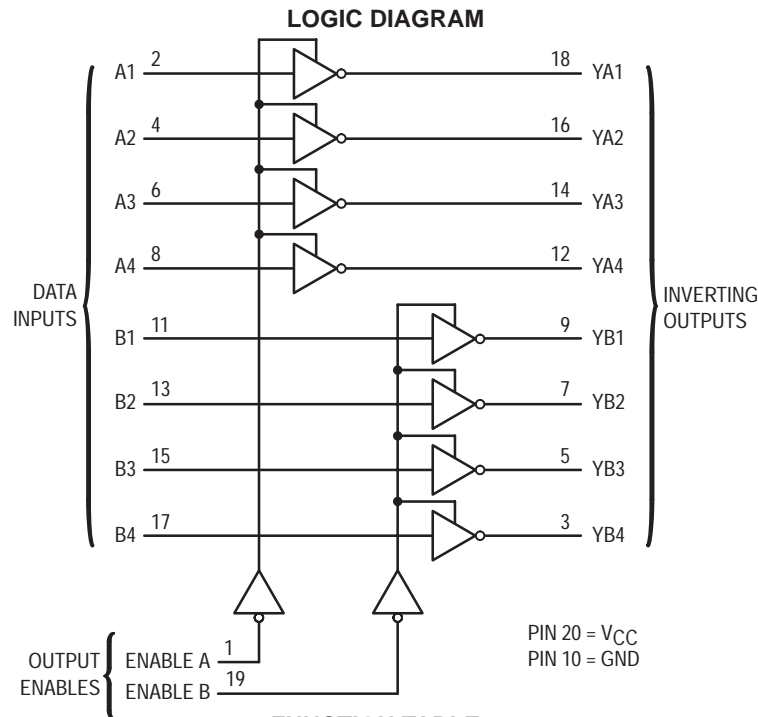 LOGIC DIAGRAM
A1 2 18 YA1
A2 4 16 YA2
A3 6 14 YA3
A4 8 12 YA4
DATA
INPUTS
INVERTING
OUTPUTS
B1 11 9 YB1
B2 13 7 YB2
B3 15 5 YB3
B4 17 3 YB4
OUTPUT
ENABLES
ENABLE A 1
ENABLE B 19
PIN 20 = VCC
PIN 10 = GND
FUNCTION TABLE